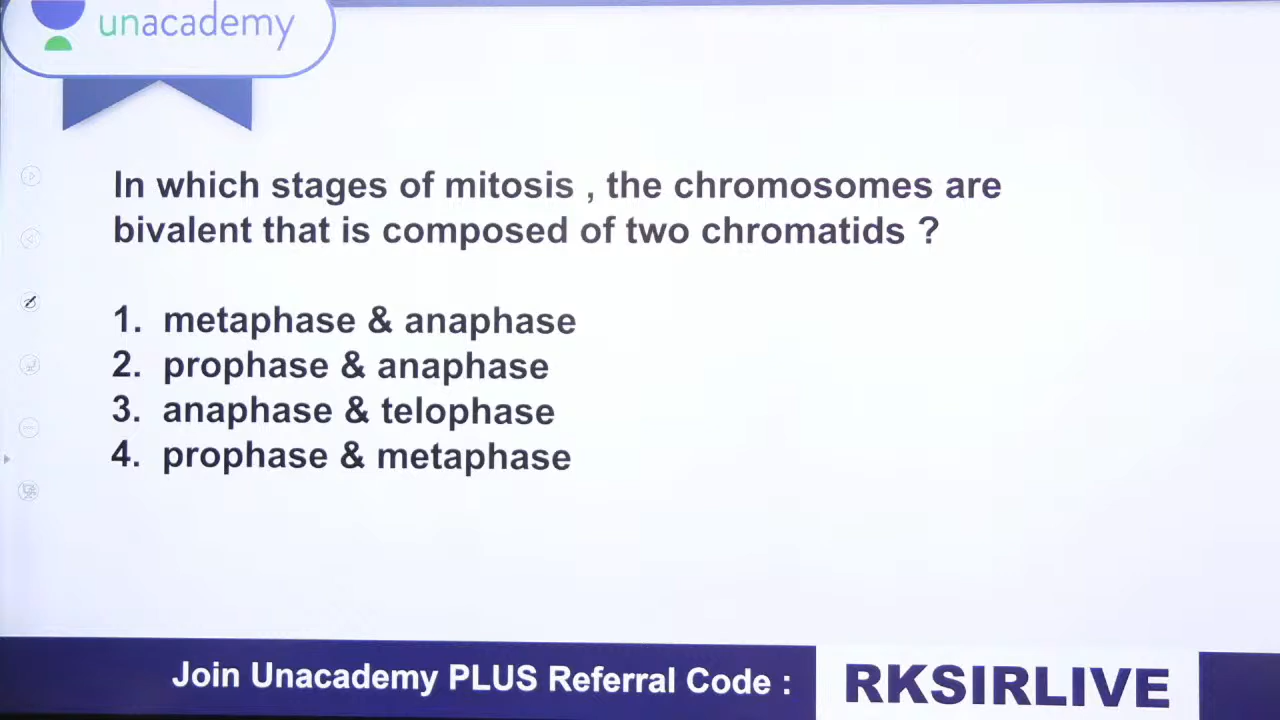 unacademy
In which stages of mitosis , the chromosomes are
bivalent that is composed of two chromatids ?
1. metaphase & anaphase
2. prophase & anaphase
3. anaphase & telophase
4. prophase & metaphase
Join Unacademy PLUS Referral Code :
RKSIRLIVE